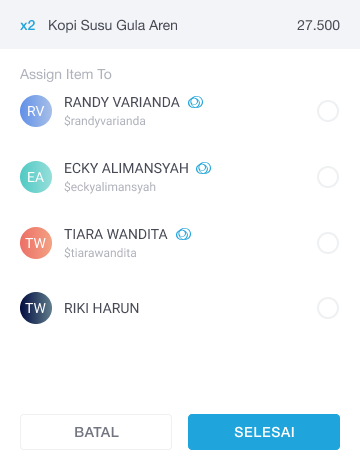 x2 Kopi Susu Gula Aren 27.500
Assign Item To
RV RANDY VARIANDA
$randyvarianda
EA ECKY ALIMANSYAH
$eckyalimansyah
TW TIARA WANDITA
$tiarawandita
TW RIKI HARUN
BATAL SELESAI